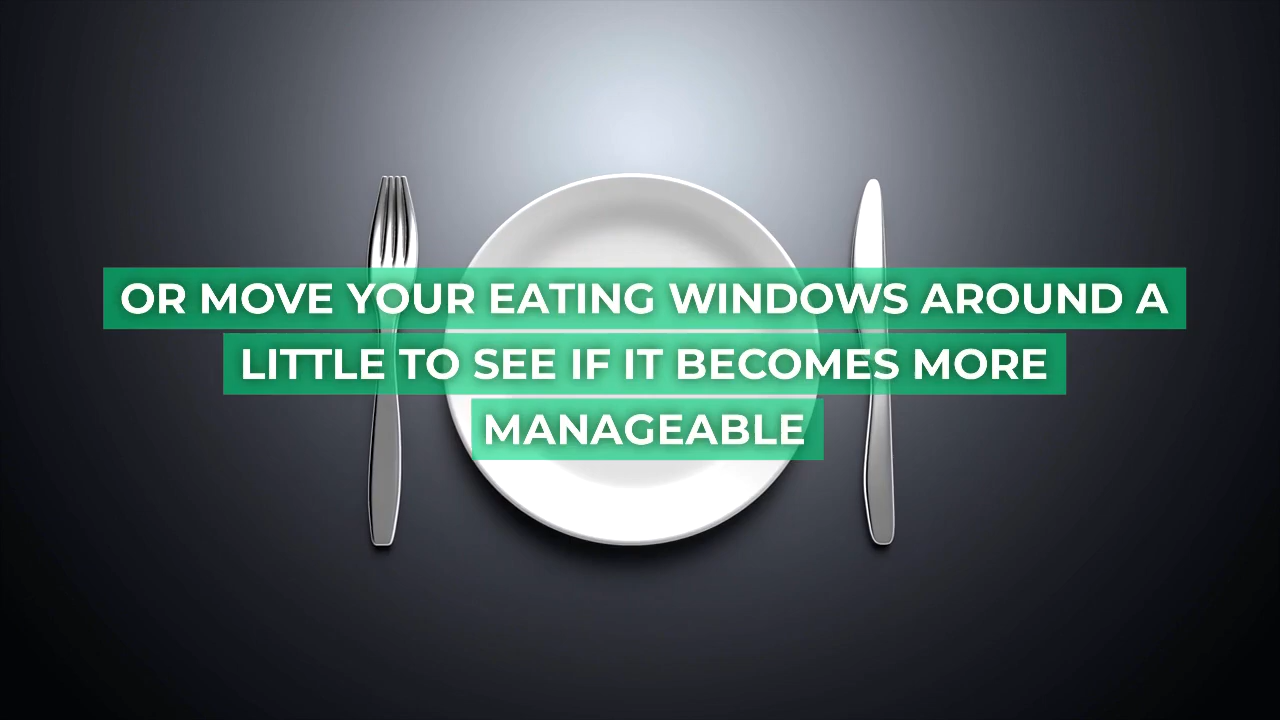 OR MOVE YOUR EATING WINDOWS AROUND A
LITTLE TO SEE IF IT BECOMES MORE
MANAGEABLE